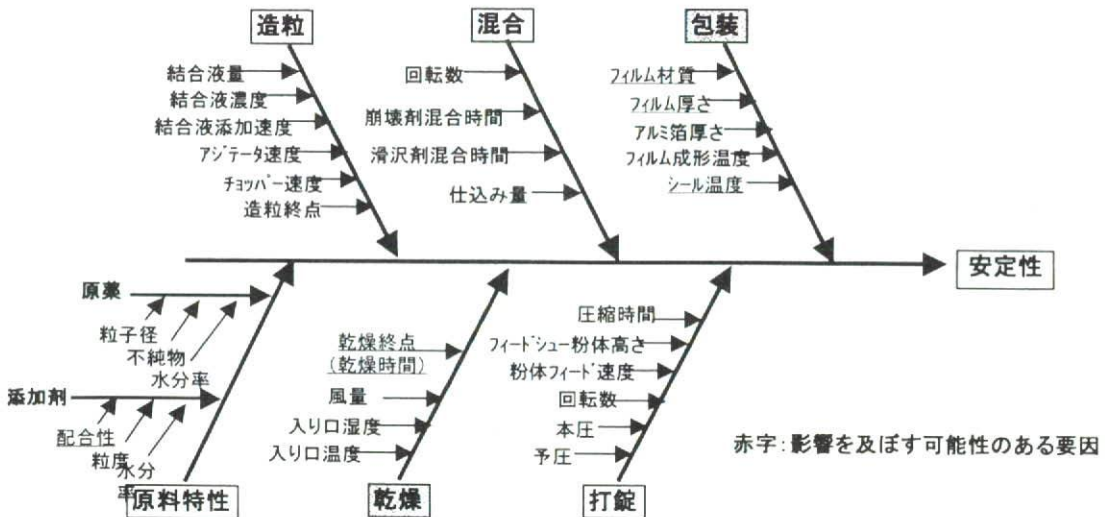 造粒
混合
包装
結合液量
結合液濃度
結合液添加速度
アジテータ速度
チョッパー速度
造粒終点
回転数
崩壊剤混合時間
滑沢剤混合時間
仕込み量
フィルム材質
フィルム厚さ
アルミ箔厚さ
フィルム成形温度
シール温度
安定性
原薬
粒子径
不純物
水分率
添加剤
配合性
粒度
水分
率
原料特性
乾燥終点
(乾燥時間)
風量
入り口湿度
入り口温度
乾燥
圧縮時間
フィードシュー粉体高さ
粉体フィード速度
回転数
本圧
予圧
打錠
赤字:影響を及ぼす可能性のある要因